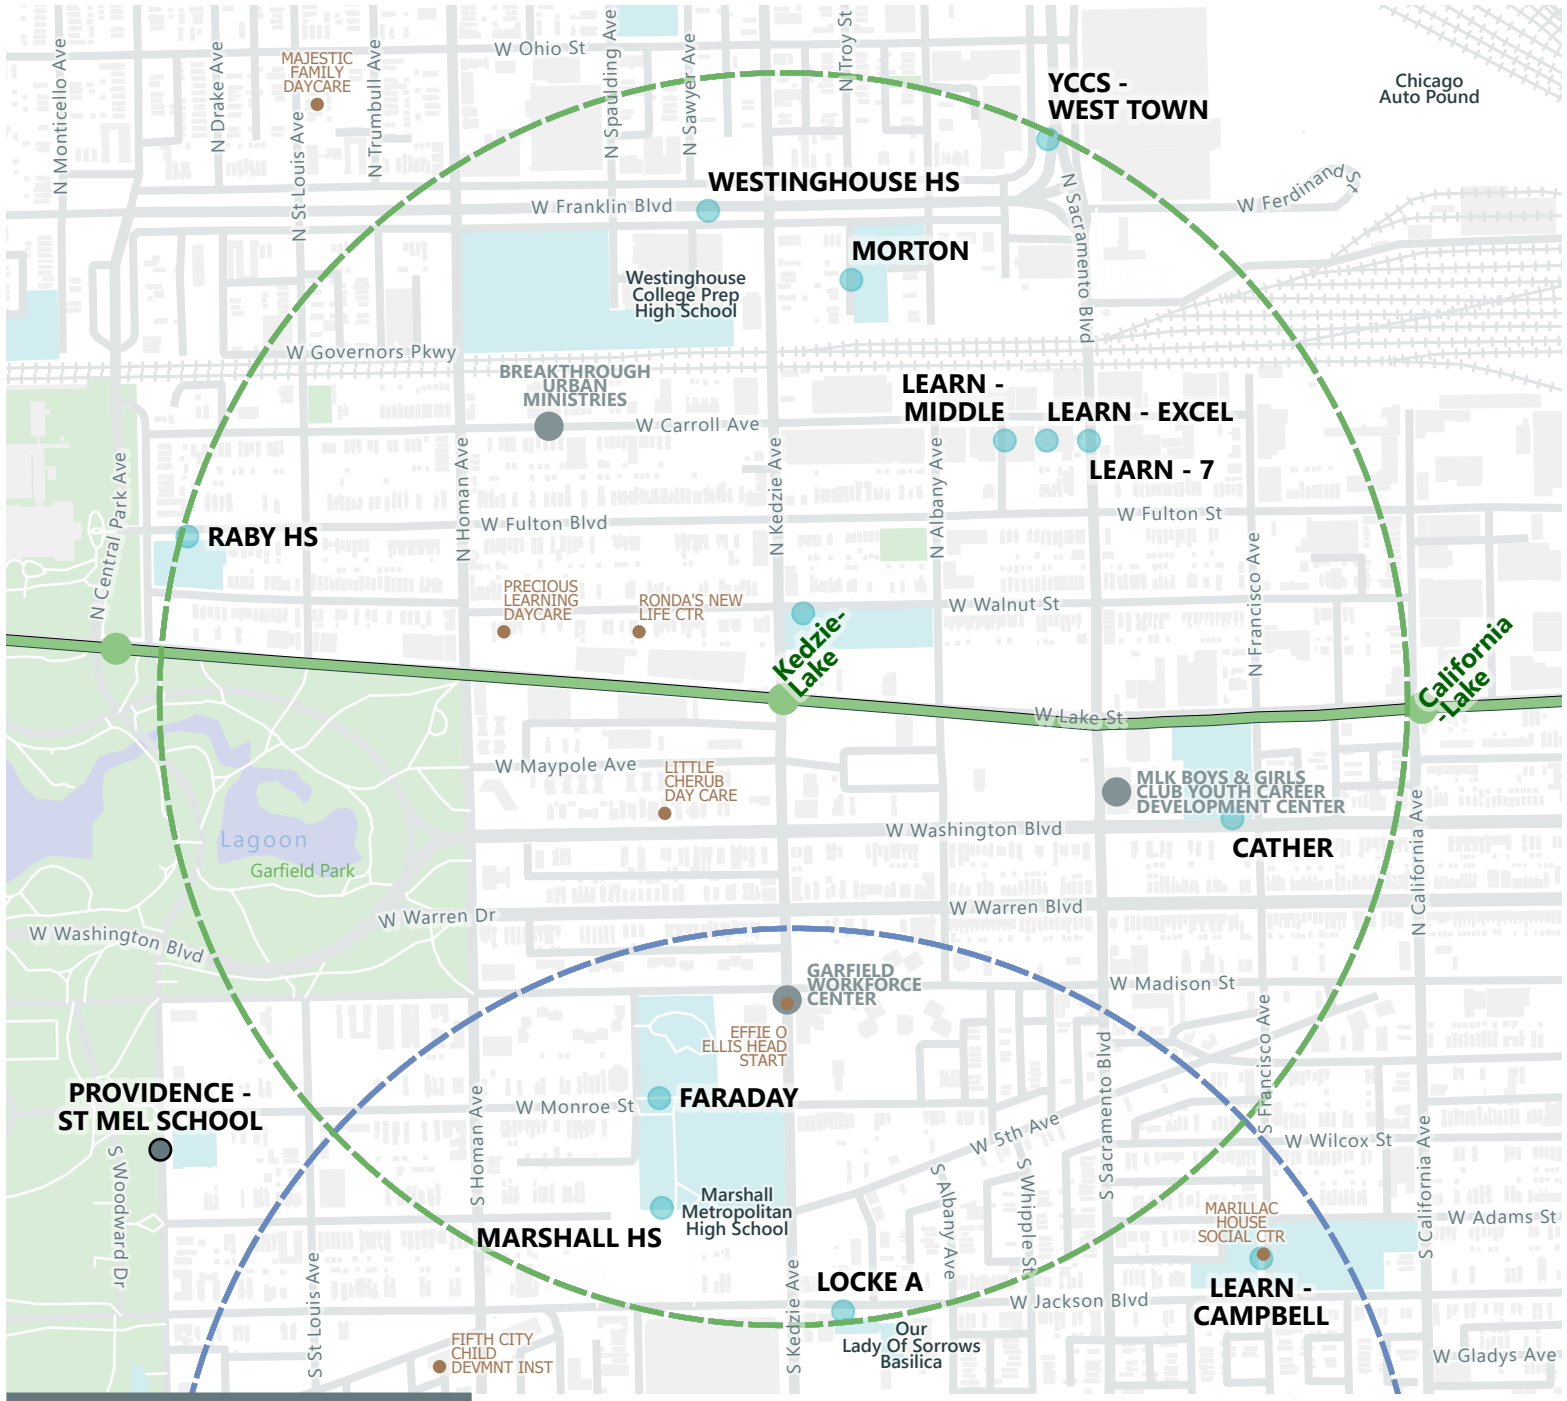 W Ohio St
N Monticello Ave
N Drake Ave
N St Louis Ave
N Trumbull Ave
N Spaulding Ave
N Sawyer Ave
N Troy St
MAJESTIC
FAMILY
DAYCARE
YCCS -
WEST TOWN
Chicago
Auto Pound
WESTINGHOUSE HS
W Franklin Blvd
N Sacramento Blvd
W Ferdinand St
MORTON
Westinghouse
College Prep
High School
W Governors Pkwy
BREAKTHROUGH
URBAN
MINISTRIES
LEARN -
MIDDLE
LEARN - EXCEL
LEARN - 7
W Carroll Ave
N Central Park Ave
N Homan Ave
N Kedzie Ave
N Albany Ave
N Francisco Ave
W Fulton Blvd
W Fulton St
RABY HS
PRECIOUS
LEARNING
DAYCARE
RONDA'S NEW
LIFE CTR
W Walnut St
Kedzie-
Lake
California
-Lake
W Lake St
W Maypole Ave
LITTLE
CHERUB
DAY CARE
MLK BOYS & GIRLS
CLUB YOUTH CAREER
DEVELOPMENT CENTER
W Washington Blvd
CATHER
N California Ave
Lagoon
Garfield Park
W Warren Dr
W Warren Blvd
W Washington Blvd
GARFIELD
WORKFORCE
CENTER
W Madison St
EFFIE O
ELLIS HEAD
START
PROVIDENCE -
ST MEL SCHOOL
FARADAY
W Monroe St
W 5th Ave
S Sacramento Blvd
S Francisco Ave
W Wilcox St
S Woodward Dr
S Homan Ave
S Albany Ave
S Whipple St
S California Ave
Marshall
Metropolitan
High School
MARSHALL HS
MARILLAC
HOUSE
SOCIAL CTR
W Adams St
LOCKE A
W Jackson Blvd
LEARN -
CAMPBELL
S St Louis Ave
S Kedzie Ave
Our
Lady Of Sorrows
Basilica
FIFTH CITY
CHILD
DEVMNT INST
W Gladys Ave